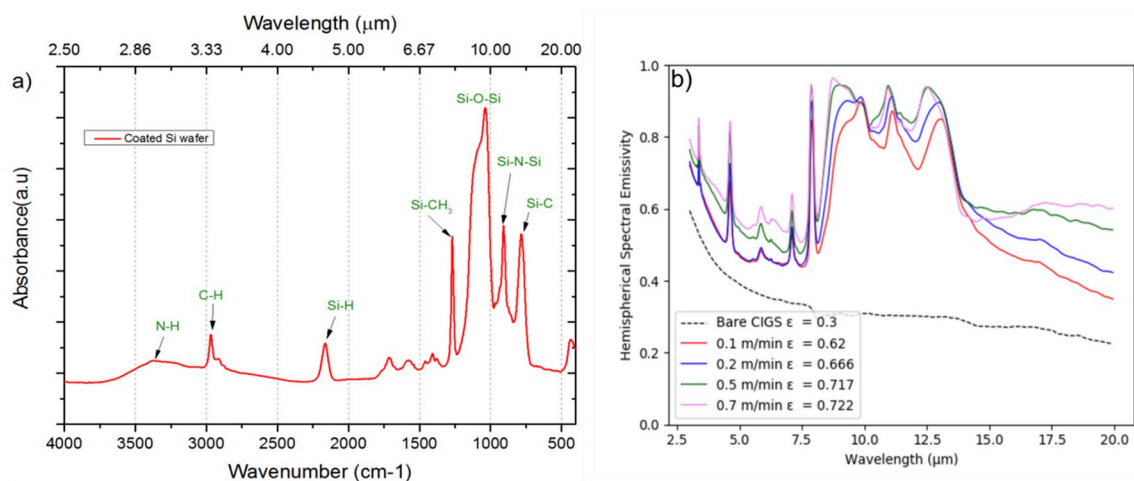 Wavelength (μm)
2.50 2.86 3.33 4.00 5.00 6.67 10.00 20.00
a)
Coated Si wafer
Si-O-Si
Si-N-Si
Si-CH3
Si-C
C-H
Si-H
N-H
Absorbance(a.u)
4000 3500 3000 2500 2000 1500 1000 500
Wavenumber (cm-1)
b)
1.0
0.8
0.6
0.4
0.2
0.0
Hemispherical Spectral Emissivity
Bare CIGS ε = 0.3
0.1 m/min ε = 0.62
0.2 m/min ε = 0.666
0.5 m/min ε = 0.717
0.7 m/min ε = 0.722
2.5 5.0 7.5 10.0 12.5 15.0 17.5 20.0
Wavelength (μm)